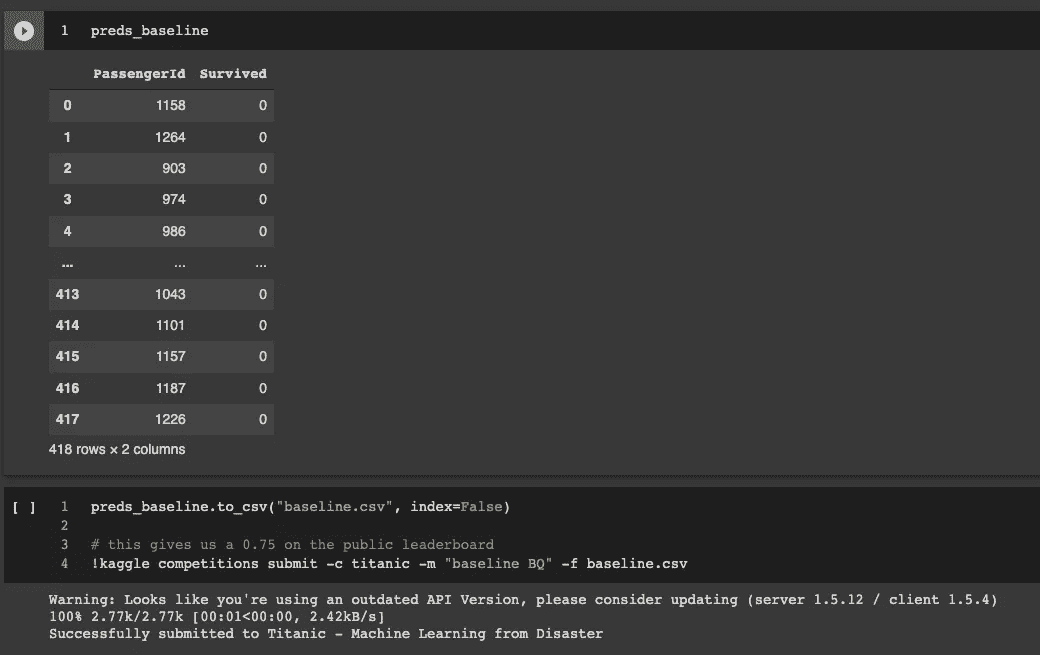 1 preds_baseline
PassengerId Survived
0 1158 0
1 1264 0
2 903 0
3 974 0
4 986 0
... ... ...
413 1043 0
414 1101 0
415 1157 0
416 1187 0
417 1226 0
418 rows × 2 columns
[ ] 1 preds_baseline.to_csv("baseline.csv", index=False)
2
3 # this gives us a 0.75 on the public leaderboard
4 !kaggle competitions submit -c titanic -m "baseline BQ" -f baseline.csv
Warning: Looks like you're using an outdated API Version, please consider updating (server 1.5.12 / client 1.5.4)
100% 2.77k/2.77k [00:01<00:00, 2.42kB/s]
Successfully submitted to Titanic - Machine Learning from Disaster